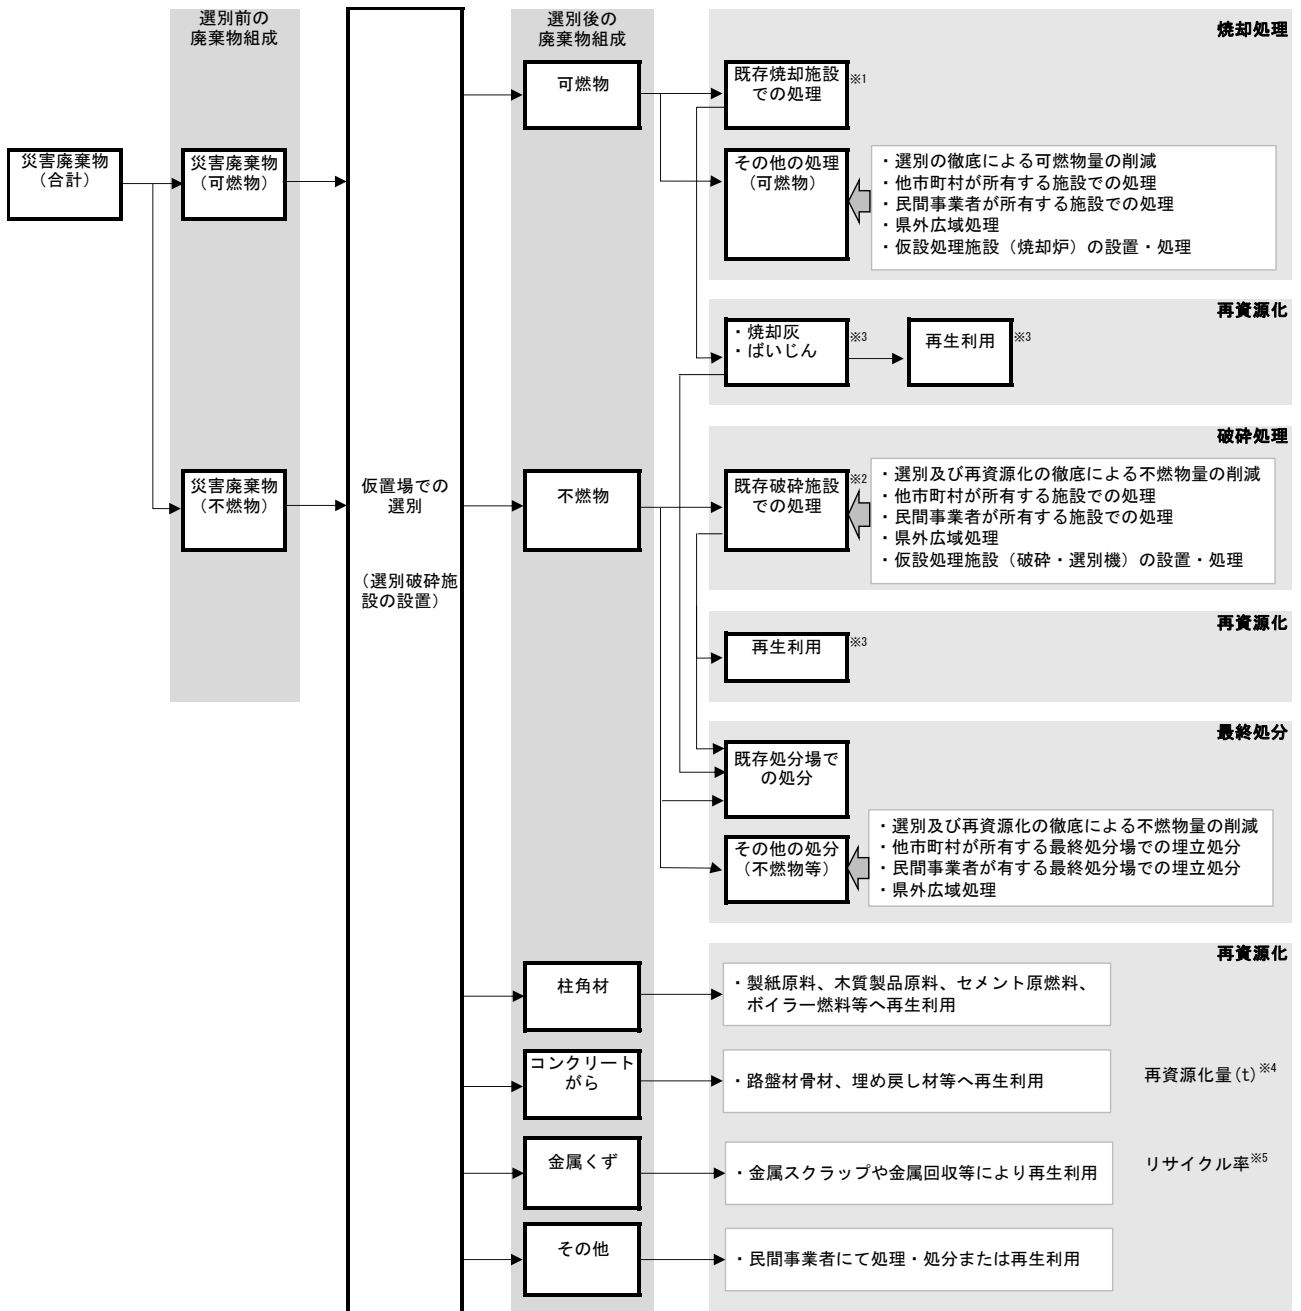 選別前の
廃棄物組成
選別後の
廃棄物組成
焼却処理
災害廃棄物
（合計）
災害廃棄物
（可燃物）
可燃物
既存焼却施設
での処理
※1
その他の処理
（可燃物）
・選別の徹底による可燃物量の削減
・他市町村が所有する施設での処理
・民間事業者が所有する施設での処理
・県外広域処理
・仮設処理施設（焼却炉）の設置・処理
再資源化
・焼却灰
・ばいじん
※3
再生利用
※3
破砕処理
災害廃棄物
（不燃物）
仮置場での
選別
（選別破砕施
設の設置）
不燃物
既存破砕施設
での処理
※2
・選別及び再資源化の徹底による不燃物量の削減
・他市町村が所有する施設での処理
・民間事業者が所有する施設での処理
・県外広域処理
・仮設処理施設（破砕・選別機）の設置・処理
再資源化
再生利用
※3
最終処分
既存処分場で
の処分
その他の処分
（不燃物等）
・選別及び再資源化の徹底による不燃物量の削減
・他市町村が所有する最終処分場での埋立処分
・民間事業者が有する最終処分場での埋立処分
・県外広域処理
再資源化
柱角材
・製紙原料、木質製品原料、セメント原燃料、
ボイラー燃料等へ再生利用
コンクリート
がら
・路盤材骨材、埋め戻し材等へ再生利用
再資源化量(t)※4
金属くず
・金属スクラップや金属回収等により再生利用
リサイクル率※5
その他
・民間事業者にて処理・処分または再生利用